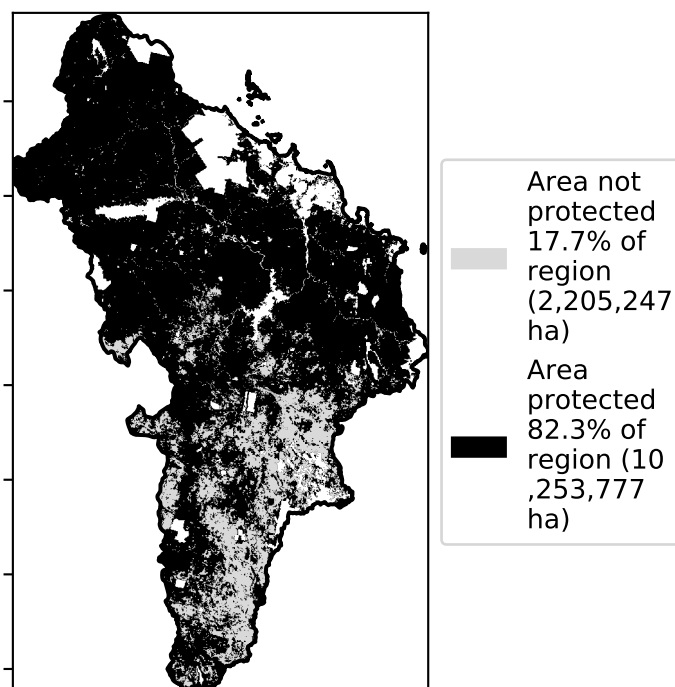 Area not
protected
17.7% of
region
(2,205,247
ha)
Area
protected
82.3% of
region (10
,253,777
ha)